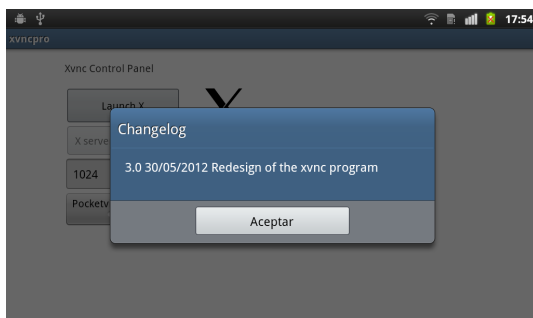 17:54
xvncpro
Xvnc Control Panel
Launch X
X
X serve
Changelog
3.0 30/05/2012 Redesign of the xvnc program
1024
Pocketv
Aceptar